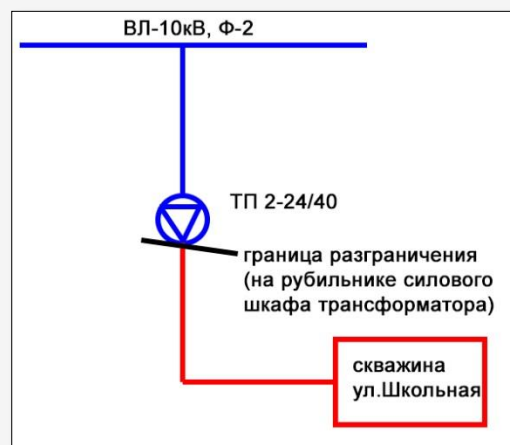 ВЛ-10кВ, Ф-2
ТП 2-24/40
граница разграничения
(на рубильнике силового
шкафа трансформатора)
скважина
ул.Школьная